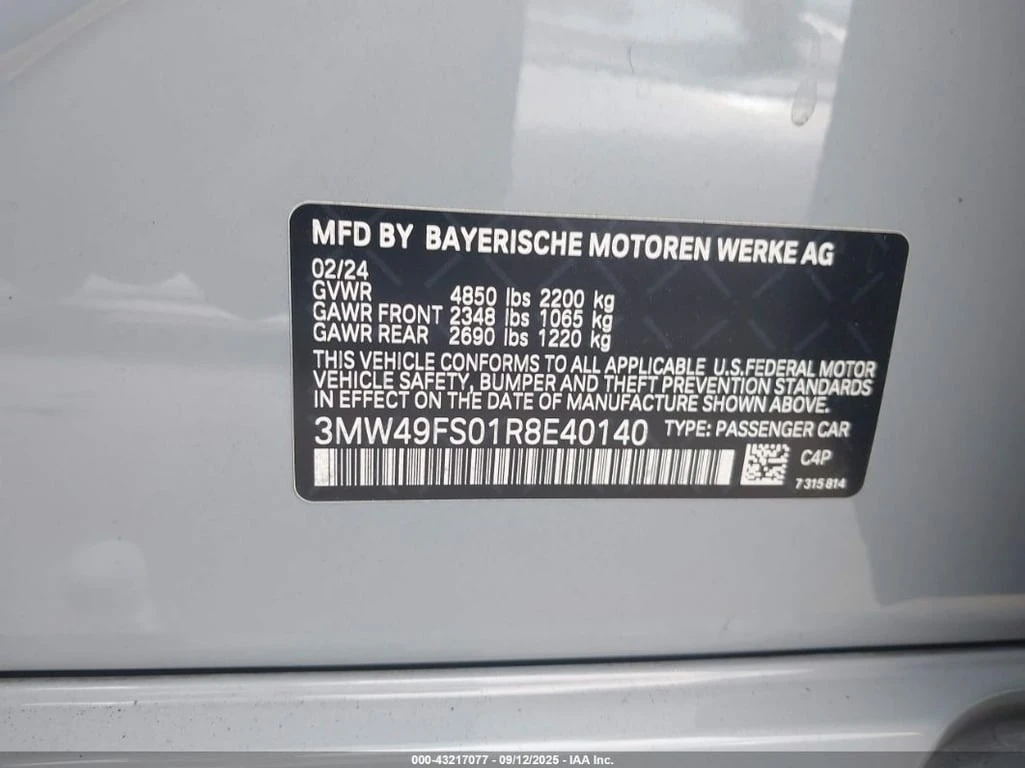 MFD BY BAYERISCHE MOTOREN WERKE AG
02/24
GVWR 4850 lbs 2200 kg
GAWR FRONT 2348 lbs 1065 kg
GAWR REAR 2690 lbs 1220 kg
THIS VEHICLE CONFORMS TO ALL APPLICABLE U.S.FEDERAL MOTOR
VEHICLE SAFETY, BUMPER AND THEFT PREVENTION STANDARDS
IN EFFECT ON THE DATE OF MANUFACTURE SHOWN ABOVE.
3MW49FS01R8E40140 TYPE: PASSENGER CAR
C4P
7315814
000-43217077 - 09/12/2025 - IAA Inc.